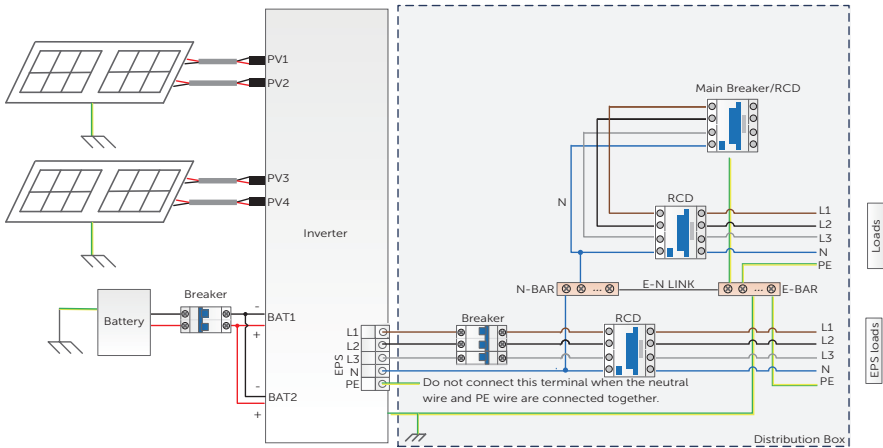 PV1
PV2
PV3
PV4
Inverter
Battery
Breaker
-
BAT1
+
-
BAT2
+
EPS
L1
L2
L3
N
PE
Main Breaker/RCD
N
RCD
L1
L2
L3
N
PE
Loads
N-BAR
...
E-N LINK
...
E-BAR
Breaker
RCD
L1
L2
L3
N
PE
EPS loads
Do not connect this terminal when the neutral
wire and PE wire are connected together.
Distribution Box